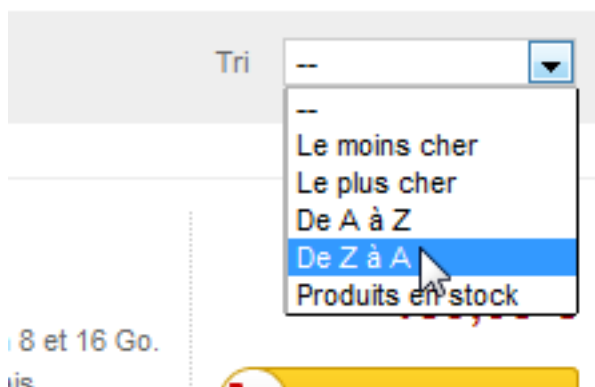 Tri --
--
Le moins cher
Le plus cher
De A à Z
De Z à A
Produits en stock
8 et 16 Go.